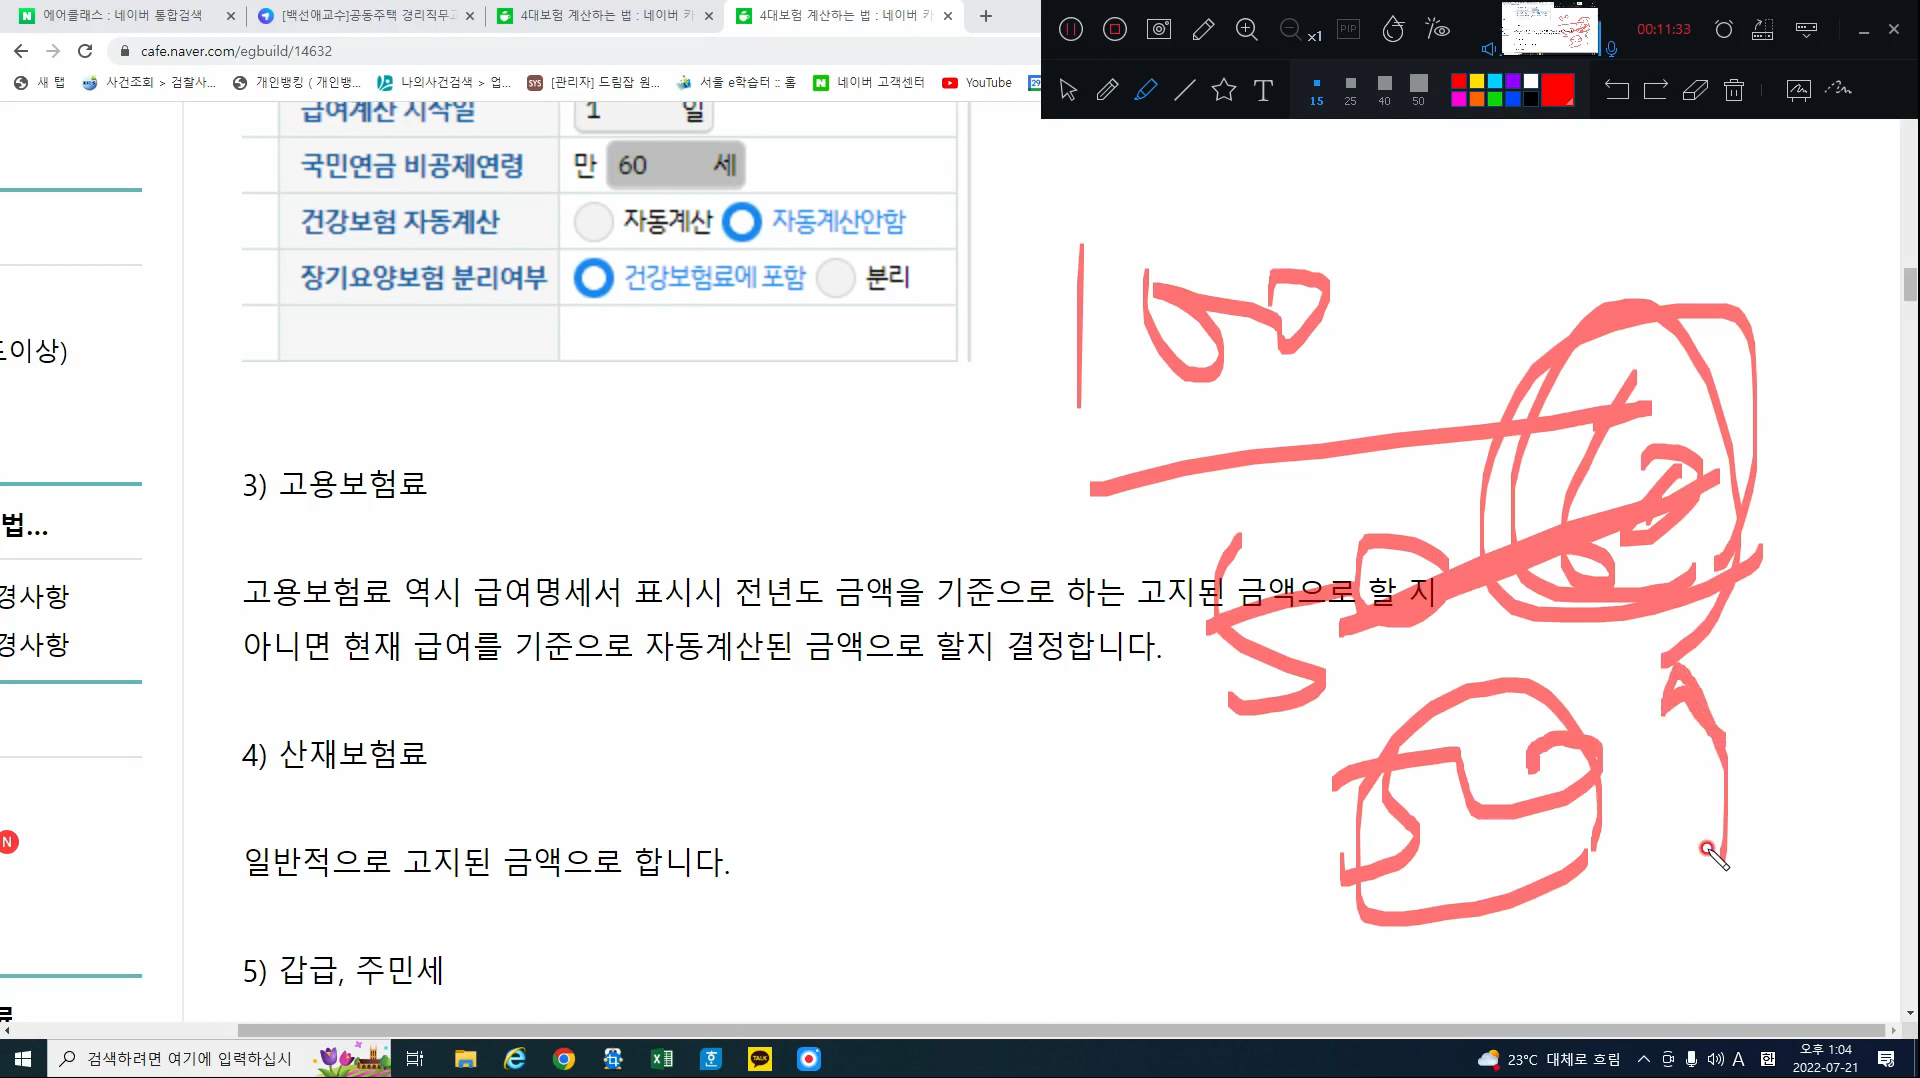 에어클래스 : 네이버 통합검색
[백선애교수]공동주택 경리직무교
4대보험 계산하는 법 : 네이버 카
4대보험 계산하는 법 : 네이버 카
x1
PIP
00:11:33
cafe.naver.com/egbuild/14632
새 탭
사건조회 > 검찰사...
개인뱅킹 ( 개인뱅...
나의사건검색 > 업...
SYS
[관리자] 드림잡 원...
서울 e학습터 :: 홈
네이버 고객센터
YouTube
T
15
25
40
50
급여계산 시작일
1 일
국민연금 비공제연령
만 60 세
건강보험 자동계산
자동계산 자동계산안함
장기요양보험 분리여부
건강보험료에 포함 분리
도이상)
법...
경사항
경사항
N
3) 고용보험료
고용보험료 역시 급여명세서 표시시 전년도 금액을 기준으로 하는 고지된 금액으로 할 지
아니면 현재 급여를 기준으로 자동계산된 금액으로 할지 결정합니다.
4) 산재보험료
일반적으로 고지된 금액으로 합니다.
5) 갑급, 주민세
검색하려면 여기에 입력하십시
TALK
23°C 대체로 흐림
A
오후 1:04
2022-07-21